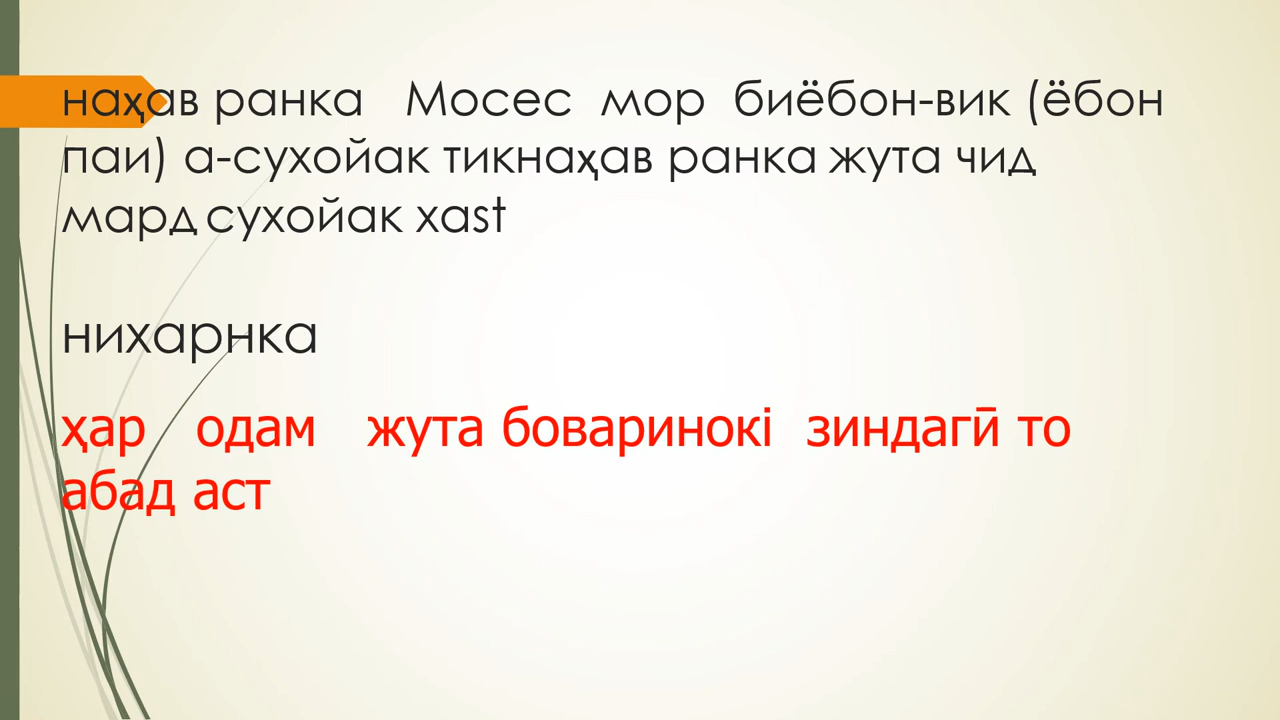 наҳав ранка Мосес мор биёбон-вик (ёбон
паи) а-сухойак тикнаҳав ранка жута чид
мард сухойак хаst
нихарнка
ҳар одам жута боваринокі зиндагӣ то
абад аст